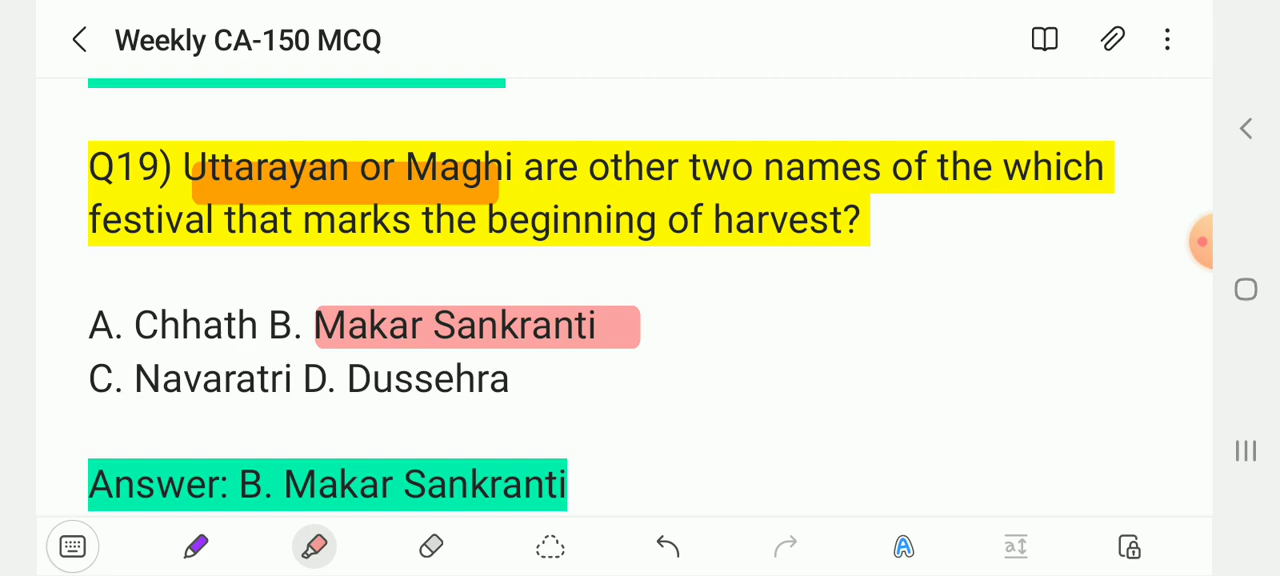 Weekly CA-150 MCQ
Q19) Uttarayan or Maghi are other two names of the which
festival that marks the beginning of harvest?
A. Chhath B. Makar Sankranti
C. Navaratri D. Dussehra
Answer: B. Makar Sankranti